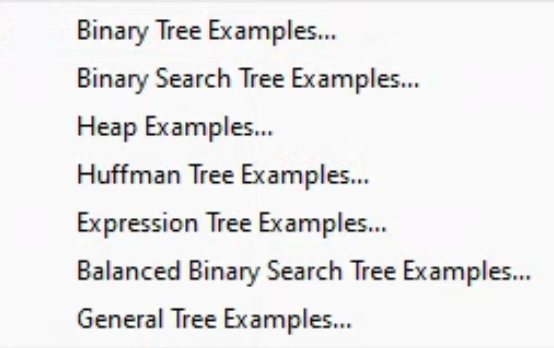 Binary Tree Examples...
Binary Search Tree Examples...
Heap Examples...
Huffman Tree Examples...
Expression Tree Examples...
Balanced Binary Search Tree Examples...
General Tree Examples...